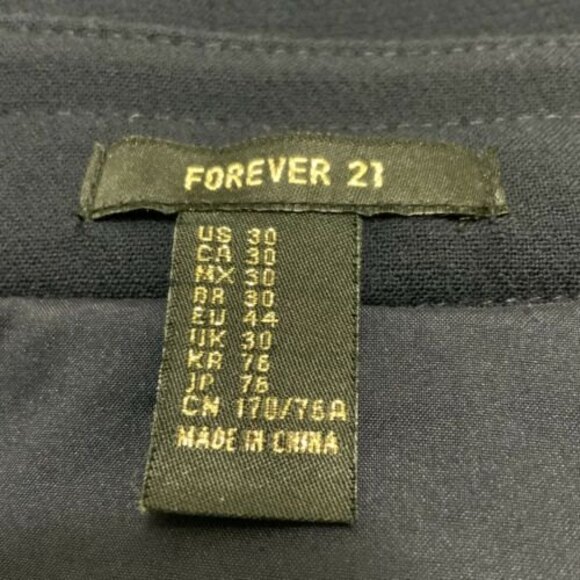 FOREVER 21
US 30
CA 30
MX 30
BR 30
EU 44
UK 30
KR 76
JP 76
CN 170/76A
MADE IN CHINA